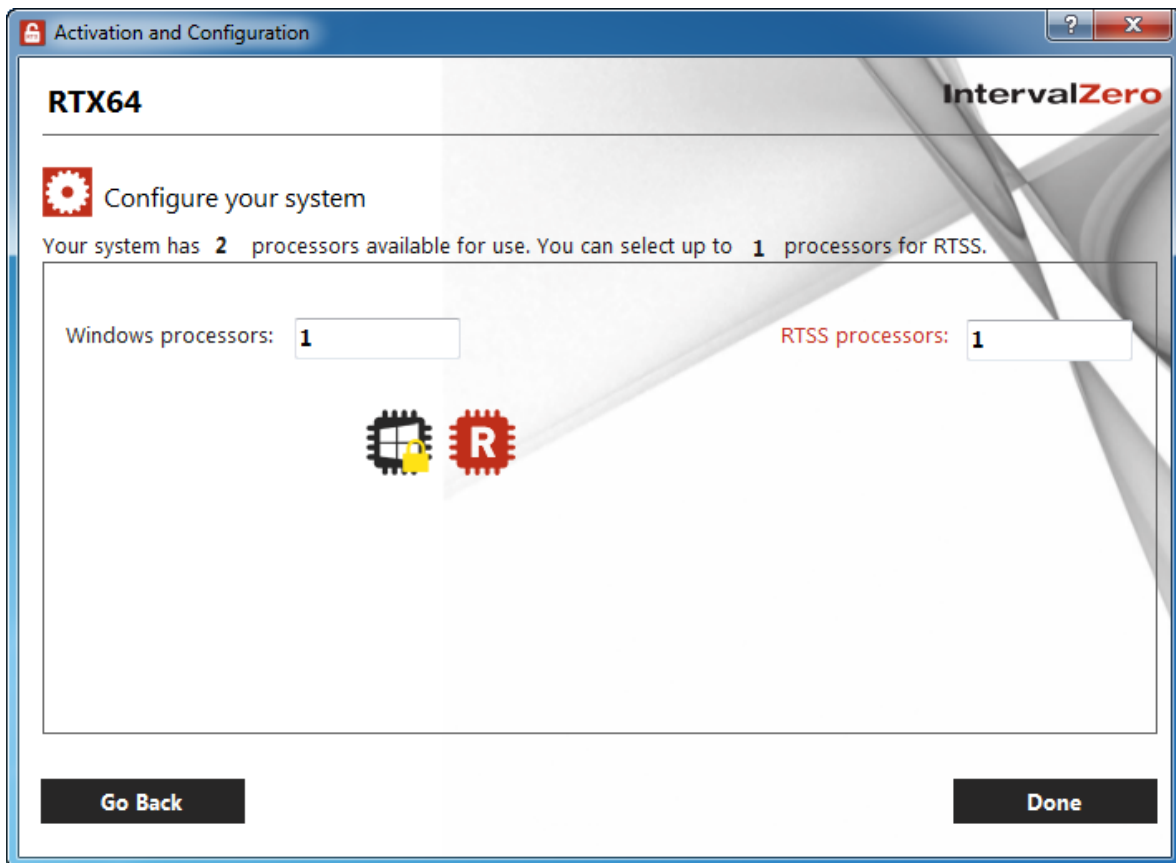 Activation and Configuration
RTX64
IntervalZero
Configure your system
Your system has 2 processors available for use. You can select up to 1 processors for RTSS.
Windows processors: 1 RTSS processors: 1
R
Go Back Done